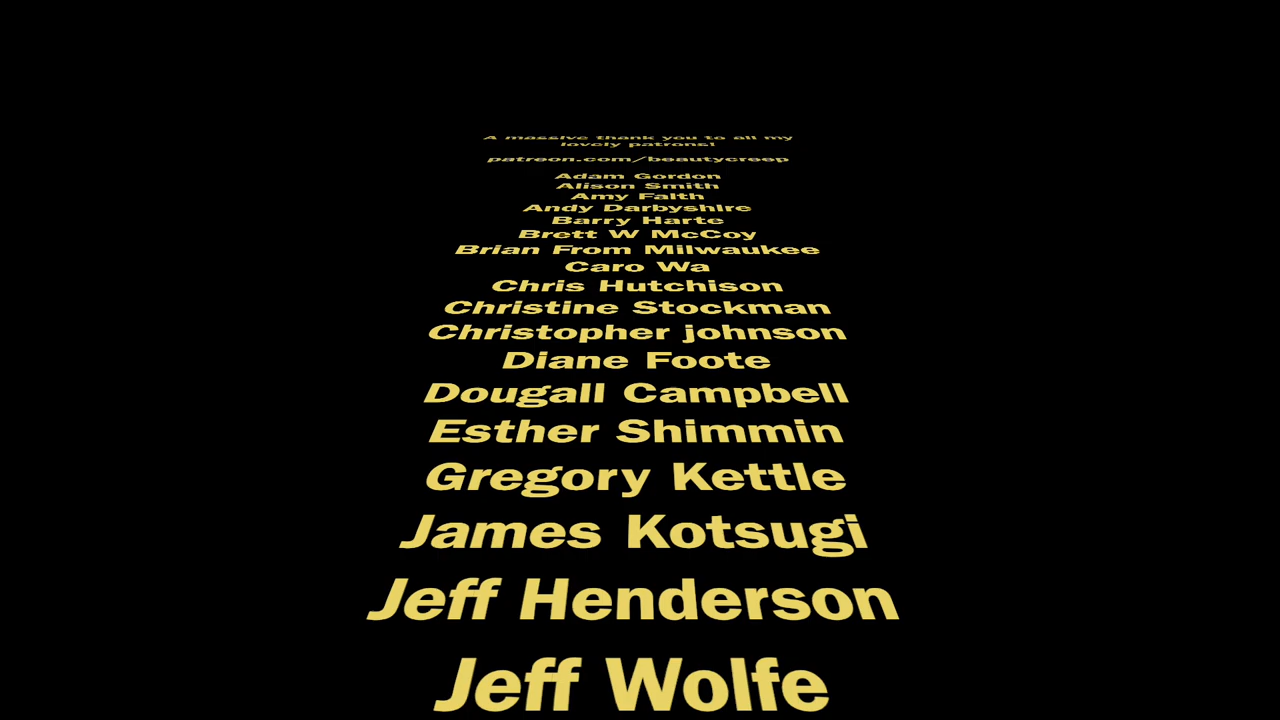 A massive thank you to all my
lovely patrons!
patreon.com/beautycreep
Adam Gordon
Alison Smith
Amy Faith
Andy Darbyshire
Barry Harte
Brett W McCoy
Brian From Milwaukee
Caro Wa
Chris Hutchison
Christine Stockman
Christopher johnson
Diane Foote
Dougall Campbell
Esther Shimmin
Gregory Kettle
James Kotsugi
Jeff Henderson
Jeff Wolfe